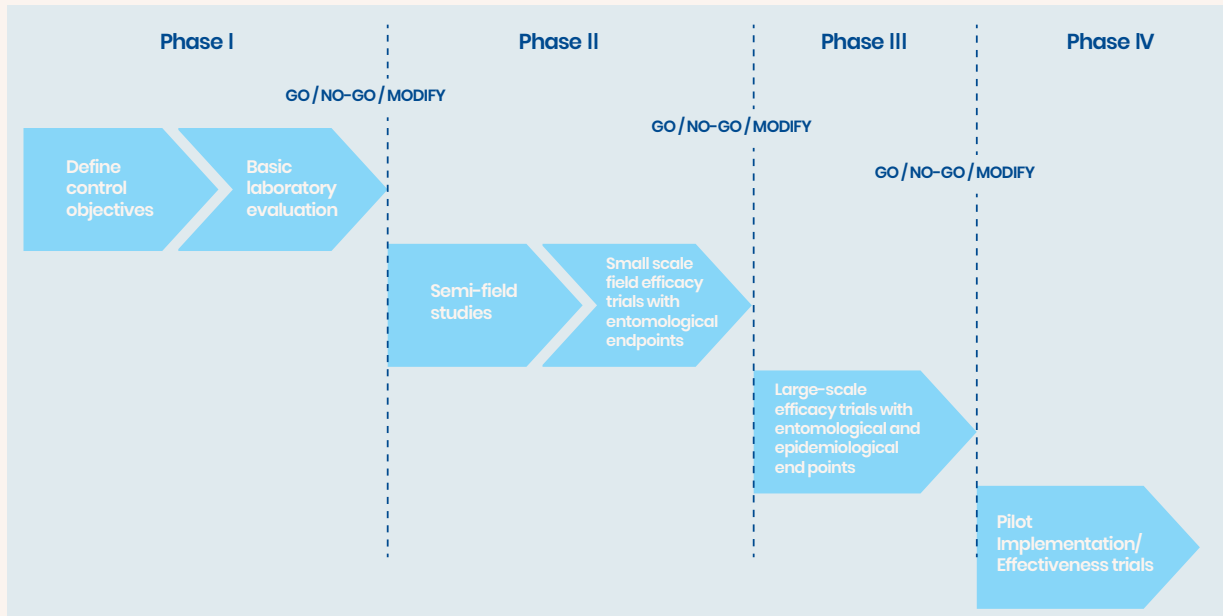 Phase I
Phase II
Phase III
Phase IV
GO / NO-GO / MODIFY
GO / NO-GO / MODIFY
GO / NO-GO / MODIFY
Define
control
objectives
Basic
laboratory
evaluation
Semi-field
studies
Small scale
field efficacy
trials with
entomological
endpoints
Large-scale
efficacy trials with
entomological and
epidemiological
end points
Pilot
Implementation/
Effectiveness trials